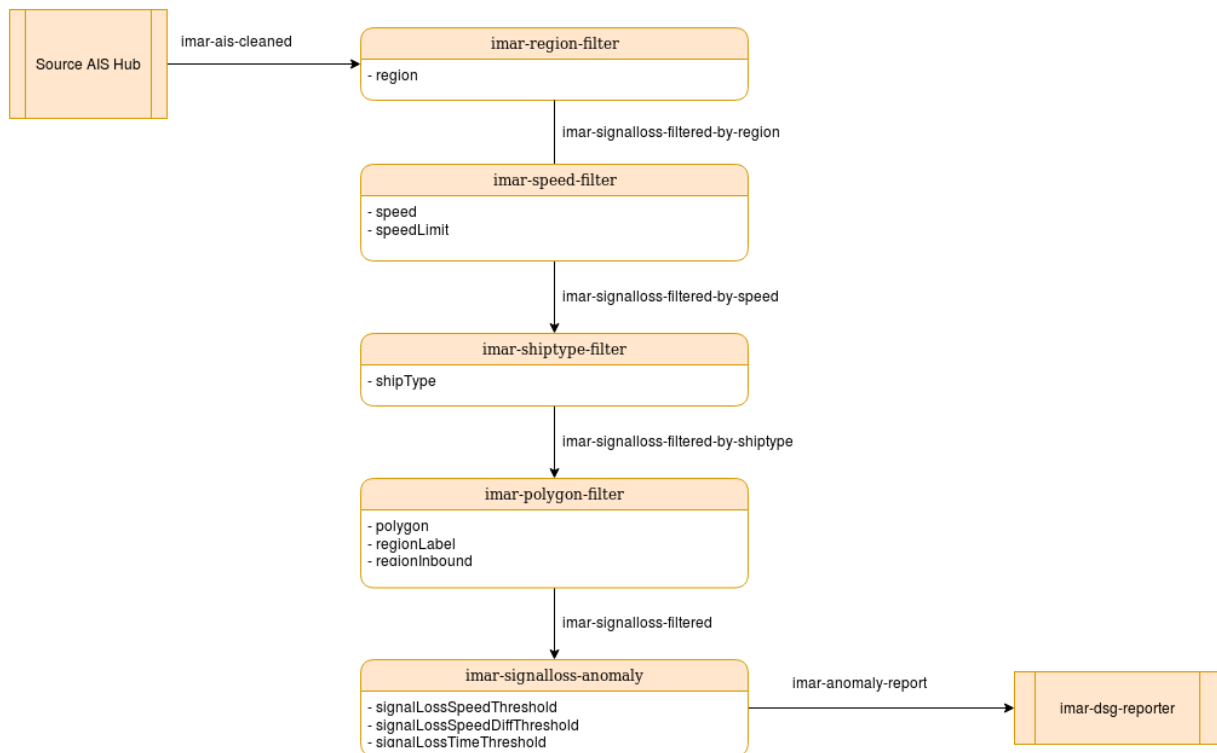 imar-ais-cleaned
Source AIS Hub
imar-region-filter
- region
imar-signalloss-filtered-by-region
imar-speed-filter
- speed
- speedLimit
imar-signalloss-filtered-by-speed
imar-shiptype-filter
- shipType
imar-signalloss-filtered-by-shiptype
imar-polygon-filter
- polygon
- regionLabel
- regionInbound
imar-signalloss-filtered
imar-signalloss-anomaly
- signalLossSpeedThreshold
- signalLossSpeedDiffThreshold
- signalLossTimeThreshold
imar-anomaly-report
imar-dsg-reporter